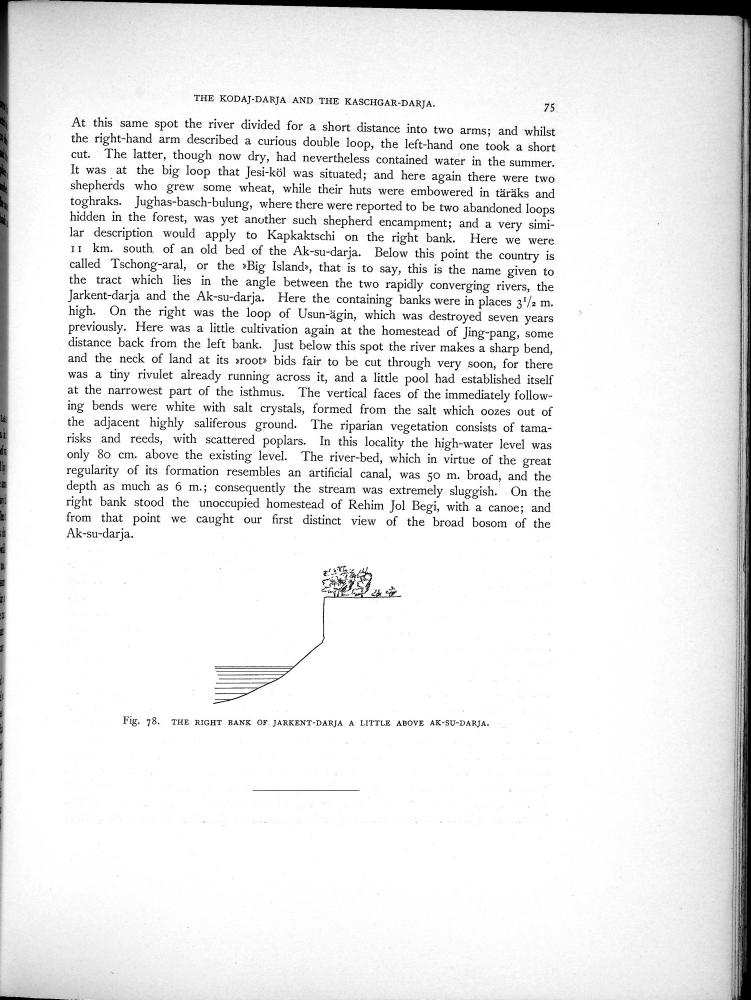 THE KODAJ-DARJA AND THE KASCHGAR-DARJA.
75
At this same spot the river divided for a short distance into two arms; and whilst
the right-hand arm described a curious double loop, the left-hand one took a short
cut. The latter, though now dry, had nevertheless contained water in the summer.
It was at the big loop that Jesi-köl was situated; and here again there were two
shepherds who grew some wheat, while their huts were embowered in täräks and
toghraks. Jughas-basch-bulung, where there were reported to be two abandoned loops
hidden in the forest, was yet another such shepherd encampment; and a very simi-
lar description would apply to Kapkaktschi on the right bank. Here we were
11 km. south of an old bed of the Ak-su-darja. Below this point the country is
called Tschong-aral, or the »Big Island», that is to say, this is the name given to
the tract which lies in the angle between the two rapidly converging rivers, the
Jarkent-darja and the Ak-su-darja. Here the containing banks were in places 3¹/₂ m.
high. On the right was the loop of Usun-ägin, which was destroyed seven years
previously. Here was a little cultivation again at the homestead of Jing-pang, some
distance back from the left bank. Just below this spot the river makes a sharp bend,
and the neck of land at its »root» bids fair to be cut through very soon, for there
was a tiny rivulet already running across it, and a little pool had established itself
at the narrowest part of the isthmus. The vertical faces of the immediately follow-
ing bends were white with salt crystals, formed from the salt which oozes out of
the adjacent highly saliferous ground. The riparian vegetation consists of tama-
risks and reeds, with scattered poplars. In this locality the high-water level was
only 80 cm. above the existing level. The river-bed, which in virtue of the great
regularity of its formation resembles an artificial canal, was 50 m. broad, and the
depth as much as 6 m.; consequently the stream was extremely sluggish. On the
right bank stood the unoccupied homestead of Rehim Jol Begi, with a canoe; and
from that point we caught our first distinct view of the broad bosom of the
Ak-su-darja.
Fig. 78. THE RIGHT BANK OF JARKENT-DARJA A LITTLE ABOVE AK-SU-DARJA.